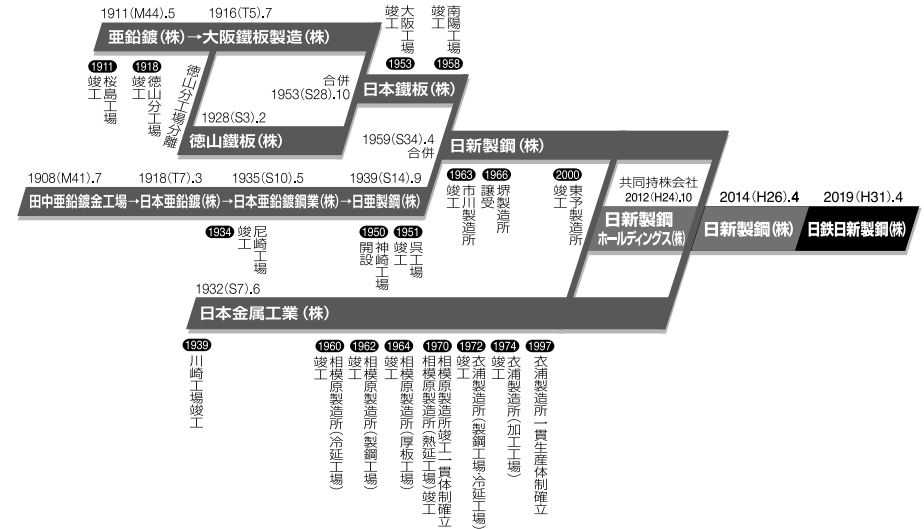 1911(M44).5
1916(T5).7
亜鉛鍍(株)→大阪鐵板製造(株)
1911
桜島工場
竣工
1918
徳山分工場
竣工
徳山分工場分離
1928(S3).2
徳山鐵板(株)
合併
1953(S28).10
1953
大阪工場
竣工
1958
南陽工場
竣工
日本鐵板(株)
1959(S34).4
合併
1908(M41).7
1918(T7).3
1935(S10).5
1939(S14).9
田中亜鉛鍍金工場→日本亜鉛鍍(株)→日本亜鉛鍍鋼業(株)→日亜製鋼(株)
1934
尼崎工場
竣工
1950
神崎工場
開設
1951
呉工場
竣工
日新製鋼(株)
1963
市川製造所
竣工
1966
堺製造所
譲受
2000
東予製造所
竣工
共同持株会社
2012(H24).10
日新製鋼
ホールディングス(株)
2014(H26).4
日新製鋼(株)
2019(H31).4
日鉄日新製鋼(株)
1932(S7).6
日本金属工業(株)
1939
川崎工場竣工
1960
相模原製造所(冷延工場)
竣工
1962
相模原製造所(製鋼工場)
竣工
1964
相模原製造所(厚板工場)
竣工
1970
相模原製造所竣工一貫体制確立
相模原製造所(熱延工場)竣工
1972
衣浦製造所(製鋼工場・冷延工場)
竣工
1974
衣浦製造所(加工工場)
竣工
1997
衣浦製造所一貫生産体制確立